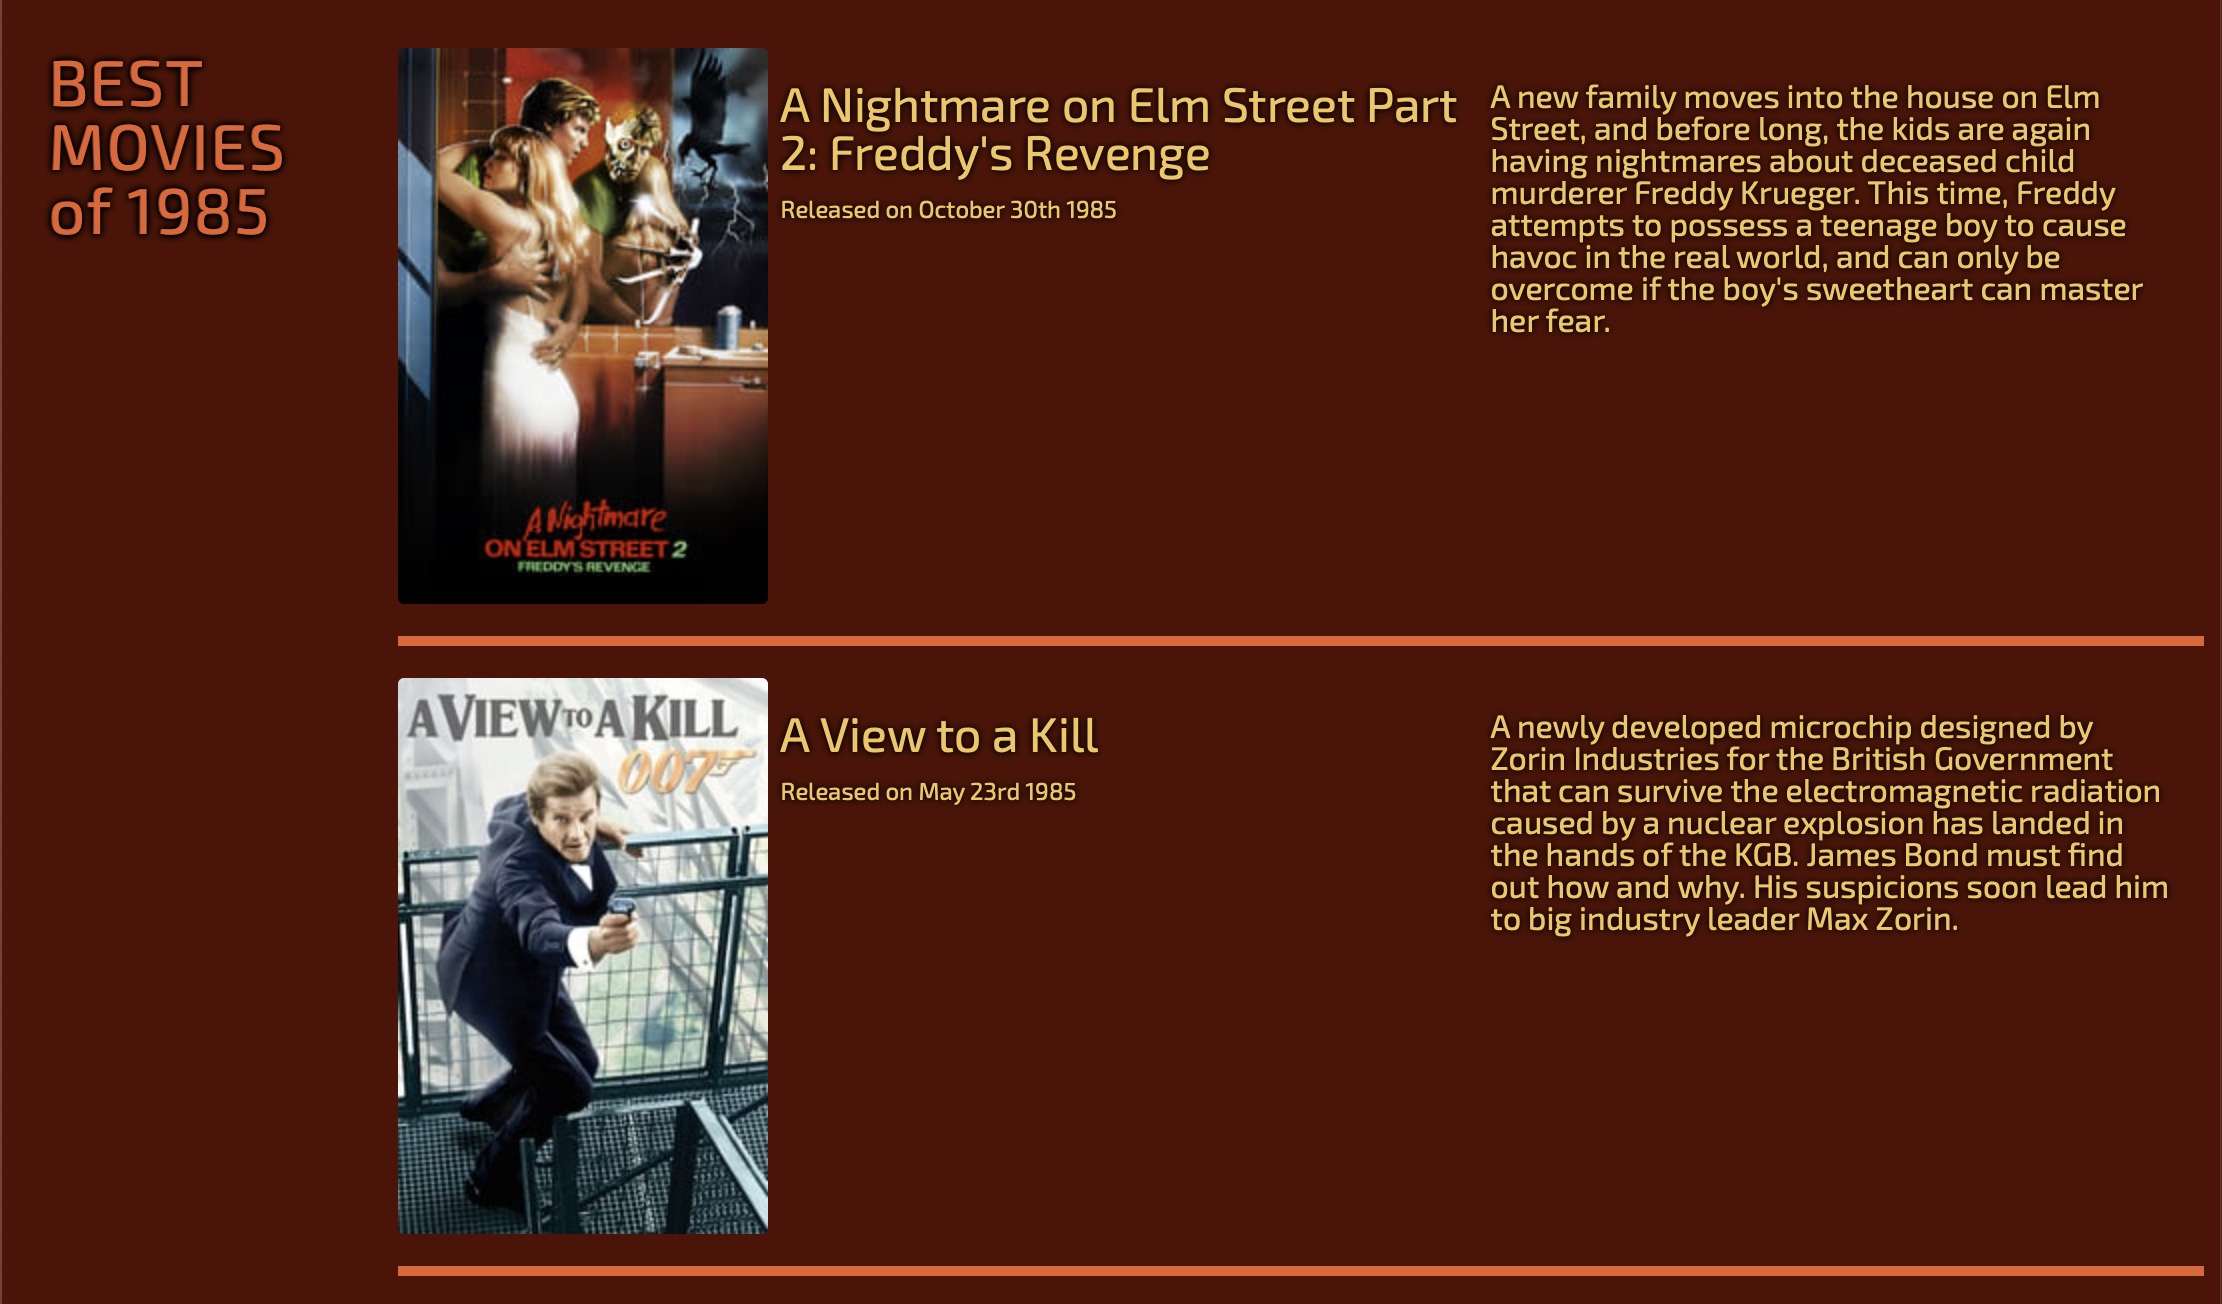 BEST
MOVIES
of 1985
A Nightmare
ON ELM STREET 2
FREDDY'S REVENGE
A Nightmare on Elm Street Part
2: Freddy's Revenge
Released on October 30th 1985
A new family moves into the house on Elm
Street, and before long, the kids are again
having nightmares about deceased child
murderer Freddy Krueger. This time, Freddy
attempts to possess a teenage boy to cause
havoc in the real world, and can only be
overcome if the boy's sweetheart can master
her fear.
A VIEW TO A KILL
007
A View to a Kill
Released on May 23rd 1985
A newly developed microchip designed by
Zorin Industries for the British Government
that can survive the electromagnetic radiation
caused by a nuclear explosion has landed in
the hands of the KGB. James Bond must find
out how and why. His suspicions soon lead him
to big industry leader Max Zorin.